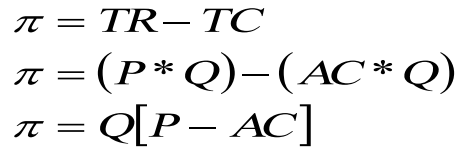 π = TR − TC
π = (P * Q) − (AC * Q)
π = Q[P − AC]